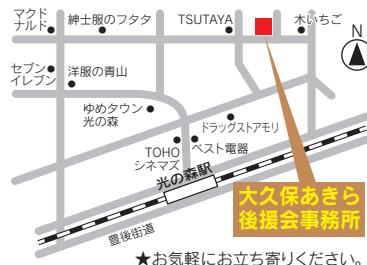 マクド
ナルド
紳士服のフタタ
TSUTAYA
木いちご
N
セブン
イレブン
洋服の青山
ゆめタウン
光の森
ドラッグストアモリ
TOHO
シネマズ
ベスト電器
光の森駅
大久保あきら
後援会事務所
豊後街道
★お気軽にお立ち寄りください。